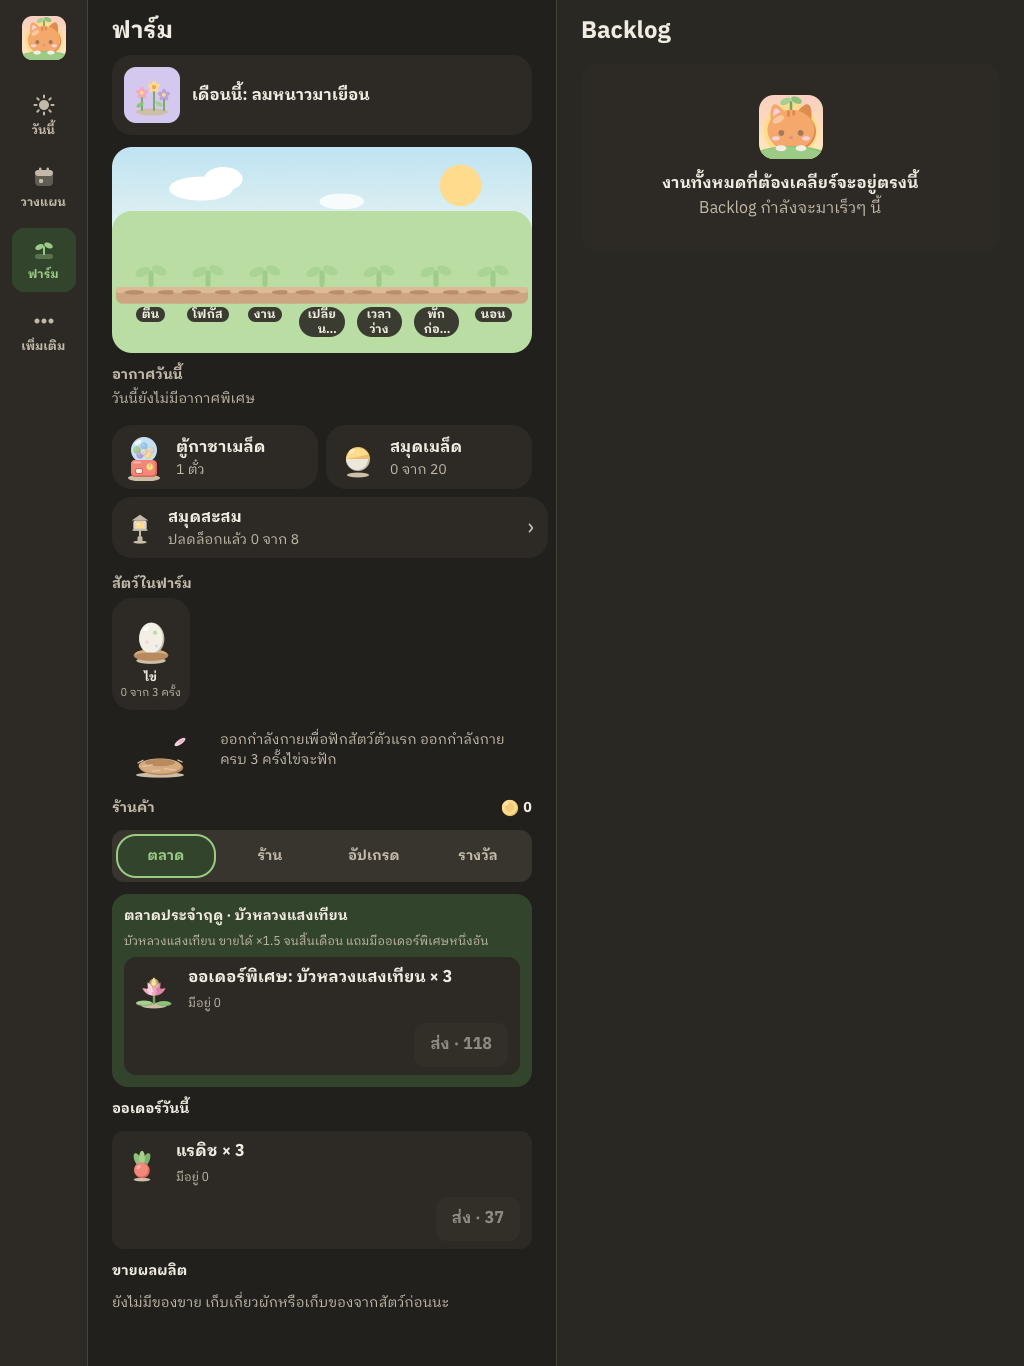 วันนี้
วางแผน
ฟาร์ม
เพิ่มเติม
ฟาร์ม
เดือนนี้: ลมหนาวมาเยือน
ตื่น
โฟกัส
งาน
เปลี่ย
น...
เวลา
ว่าง
พัก
ก่อ...
นอน
อากาศวันนี้
วันนี้ยังไม่มีอากาศพิเศษ
ตู้กาชาเมล็ด
1 ตั๋ว
สมุดเมล็ด
0 จาก 20
สมุดสะสม
ปลดล็อกแล้ว 0 จาก 8
สัตว์ในฟาร์ม
ไข่
0 จาก 3 ครั้ง
ออกกำลังกายเพื่อฟักสัตว์ตัวแรก ออกกำลังกาย
ครบ 3 ครั้งไข่จะฟัก
ร้านค้า
0
ตลาด
ร้าน
อัปเกรด
รางวัล
ตลาดประจำฤดู · บัวหลวงแสงเทียน
บัวหลวงแสงเทียน ขายได้ ×1.5 จนสิ้นเดือน แถมมีออเดอร์พิเศษหนึ่งอัน
ออเดอร์พิเศษ: บัวหลวงแสงเทียน × 3
มีอยู่ 0
ส่ง · 118
ออเดอร์วันนี้
แรดิช × 3
มีอยู่ 0
ส่ง · 37
ขายผลผลิต
ยังไม่มีของขาย เก็บเกี่ยวผักหรือเก็บของจากสัตว์ก่อนนะ
Backlog
งานทั้งหมดที่ต้องเคลียร์จะอยู่ตรงนี้
Backlog กำลังจะมาเร็วๆ นี้